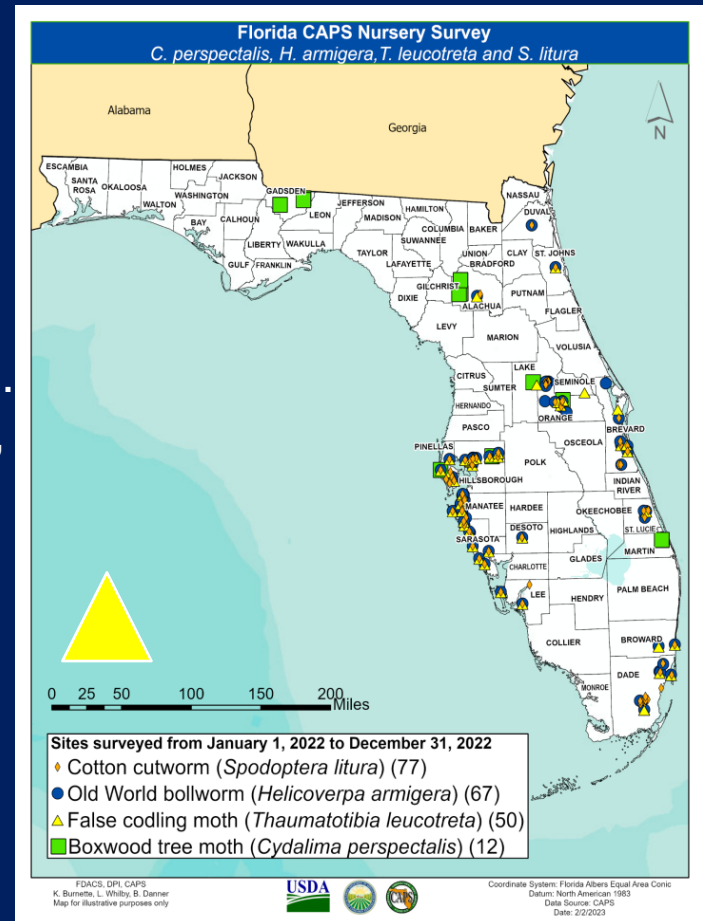 Florida CAPS Nursery Survey
C. perspectalis, H. armigera,T. leucotreta and S. litura
Alabama
Georgia
N
ESCAMBIA
SANTA
ROSA
OKALOOSA
WALTON
HOLMES
WASHINGTON
BAY
JACKSON
CALHOUN
GULF
GADSDEN
LIBERTY
FRANKLIN
LEON
WAKULLA
JEFFERSON
MADISON
TAYLOR
HAMILTON
SUWANNEE
LAFAYETTE
DIXIE
COLUMBIA
BAKER
UNION
BRADFORD
GILCHRIST
ALACHUA
LEVY
NASSAU
DUVAL
CLAY
ST. JOHNS
PUTNAM
FLAGLER
MARION
VOLUSIA
CITRUS
SUMTER
LAKE
SEMINOLE
HERNANDO
ORANGE
PASCO
BREVARD
OSCEOLA
PINELLAS
HILLSBOROUGH
POLK
INDIAN
RIVER
MANATEE
HARDEE
OKEECHOBEE
ST. LUCIE
DESOTO
HIGHLANDS
SARASOTA
MARTIN
CHARLOTTE
GLADES
LEE
HENDRY
PALM BEACH
COLLIER
BROWARD
MONROE
DADE
0 25 50 100 150 200
Miles
Sites surveyed from January 1, 2022 to December 31, 2022
Cotton cutworm (Spodoptera litura) (77)
Old World bollworm (Helicoverpa armigera) (67)
False codling moth (Thaumatotibia leucotreta) (50)
Boxwood tree moth (Cydalima perspectalis) (12)
FDACS, DPI, CAPS
K. Burnette, L. Whilby, B. Danner
Map for illustrative purposes only
USDA
CAPS
Coordinate System: Florida Albers Equal Area Conic
Datum: North American 1983
Data Source: CAPS
Date: 2/2/2023